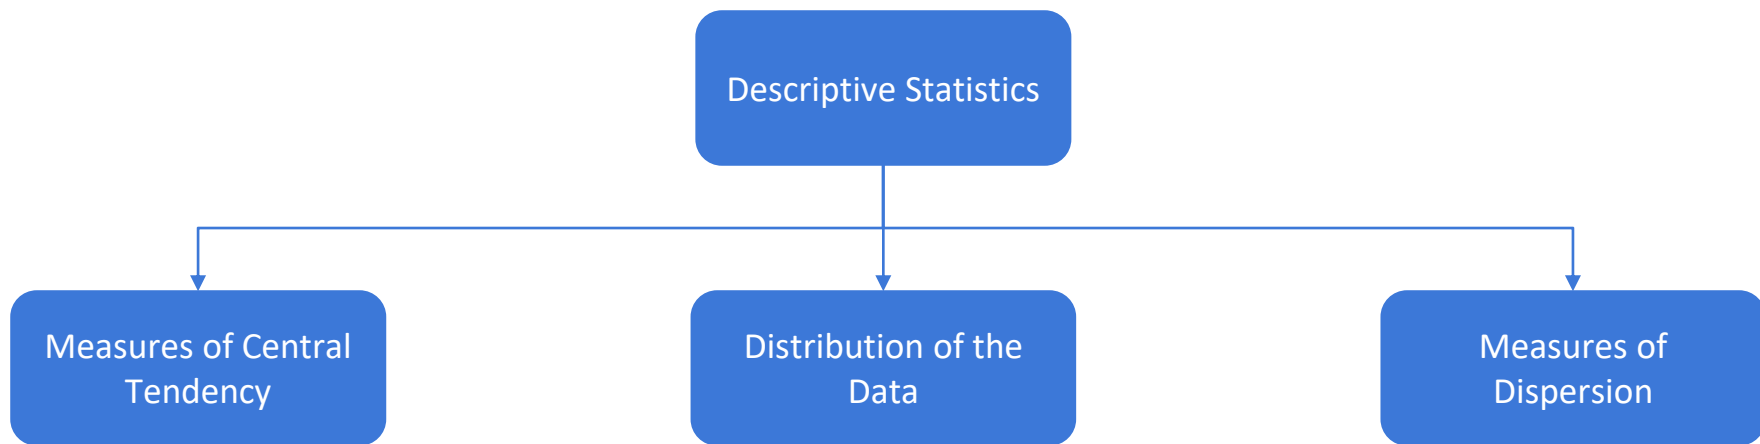 Descriptive Statistics
Measures of Central
Tendency
Distribution of the
Data
Measures of
Dispersion